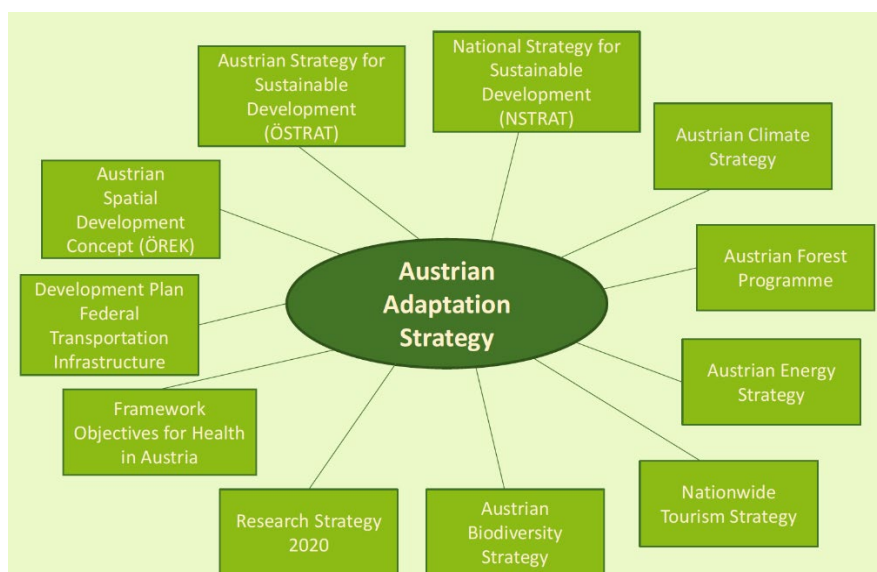 Austrian Strategy for
Sustainable
Development
(ÖSTRAT)
National Strategy for
Sustainable
Development
(NSTRAT)
Austrian Climate
Strategy
Austrian
Spatial
Development
Concept (ÖREK)
Austrian Forest
Programme
Austrian
Adaptation
Strategy
Development Plan
Federal
Transportation
Infrastructure
Austrian Energy
Strategy
Framework
Objectives for Health
in Austria
Nationwide
Tourism Strategy
Research Strategy
2020
Austrian
Biodiversity
Strategy